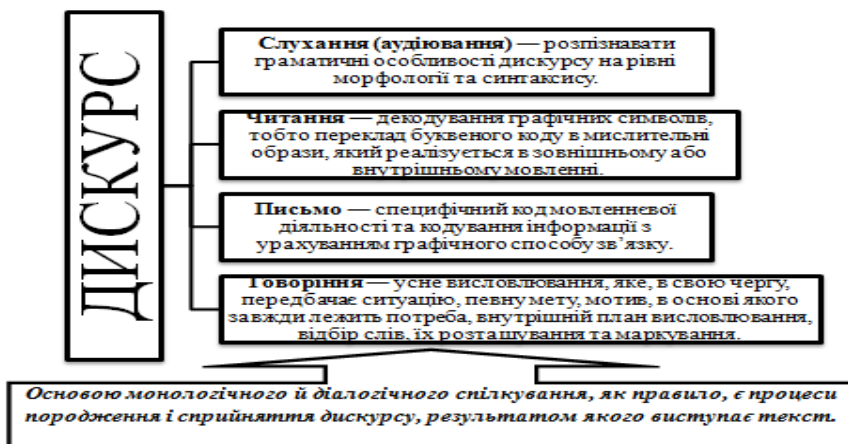 ДИСКУРС
Слухання (аудіювання) — розпізнавати
граматичні особливості дискурсу на рівні
морфології та синтаксису.
Читання — декодування графічних символів,
тобто переклад буквеного коду в мислительні
образи, який реалізується в зовнішньому або
внутрішньому мовленні.
Письмо — специфічний код мовленнєвої
діяльності та кодування інформації з
урахуванням графічного способу зв’язку.
Говоріння — усне висловлювання, яке, в свою чергу,
передбачає ситуацію, певну мету, мотив, в основі якого
завжди лежить потреба, внутрішній план висловлювання,
відбір слів, їх розташування та маркування.
Основою монологічного й діалогічного спілкування, як правило, є процеси
породження і сприйняття дискурсу, результатом якого виступає текст.